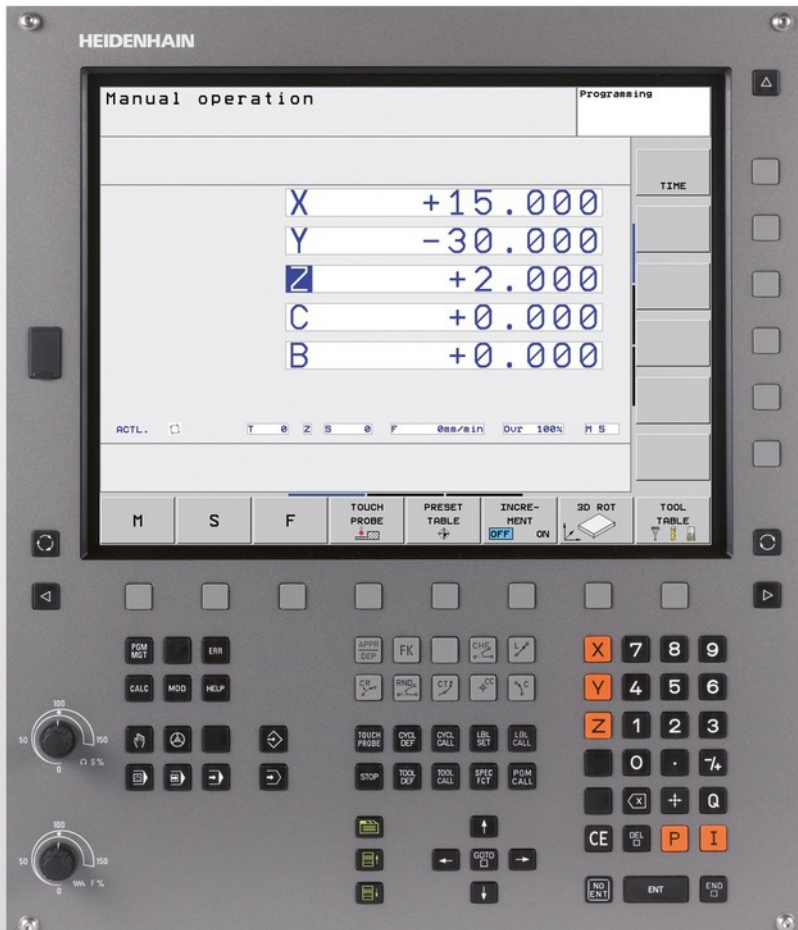 HEIDENHAIN
Manual operation
Programming
TIME
X +15.000
Y -30.000
Z +2.000
C +0.000
B +0.000
ACTL. T 0 Z S 0 F 0mm/min Ovr 100% M 5
M S F TOUCH PROBE PRESET TABLE INCRE-MENT OFF ON 3D ROT TOOL TABLE
PGM MGT ERR
CALC MOD HELP
APPR DEP FK CHF L
CR RND CT CC C
TOUCH PROBE CYCL DEF CYCL CALL LBL SET LBL CALL
STOP TOOL DEF TOOL CALL SPEC FCT PGM CALL
GOTO
X 7 8 9
Y 4 5 6
Z 1 2 3
0 . -/+
X Q
CE DEL P I
NO ENT ENT END
100
50 150
0 S %
100
50 150
0 F %